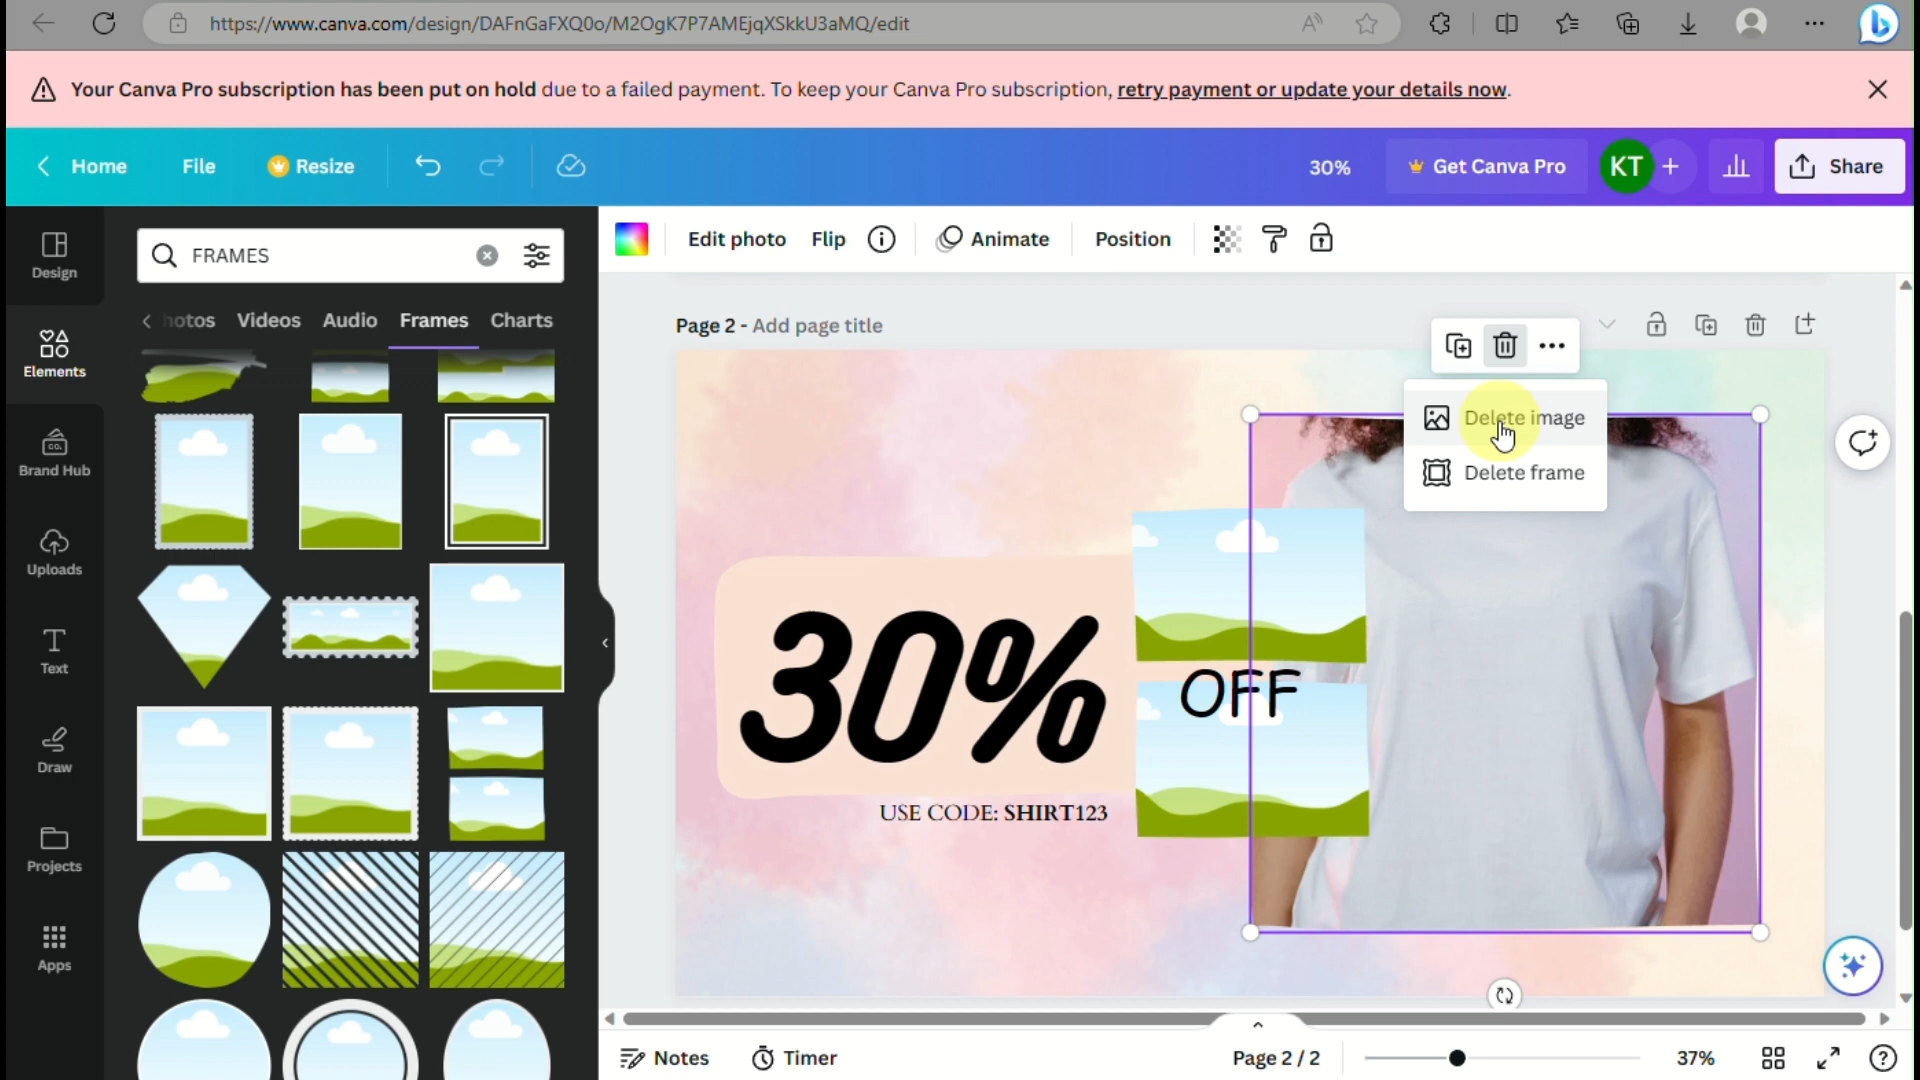 https://www.canva.com/design/DAFnGaFXQ0o/M2OgK7P7AMEjqXSkkU3aMQ/edit
Your Canva Pro subscription has been put on hold due to a failed payment. To keep your Canva Pro subscription, retry payment or update your details now.
Home File Resize 30% Get Canva Pro KT + Share
Design
Elements
Brand Hub
Uploads
Text
Draw
Projects
Apps
FRAMES
hotos Videos Audio Frames Charts
Edit photo Flip Animate Position
Page 2 - Add page title
Delete image
Delete frame
30%
OFF
USE CODE: SHIRT123
Notes Timer Page 2 / 2 37%